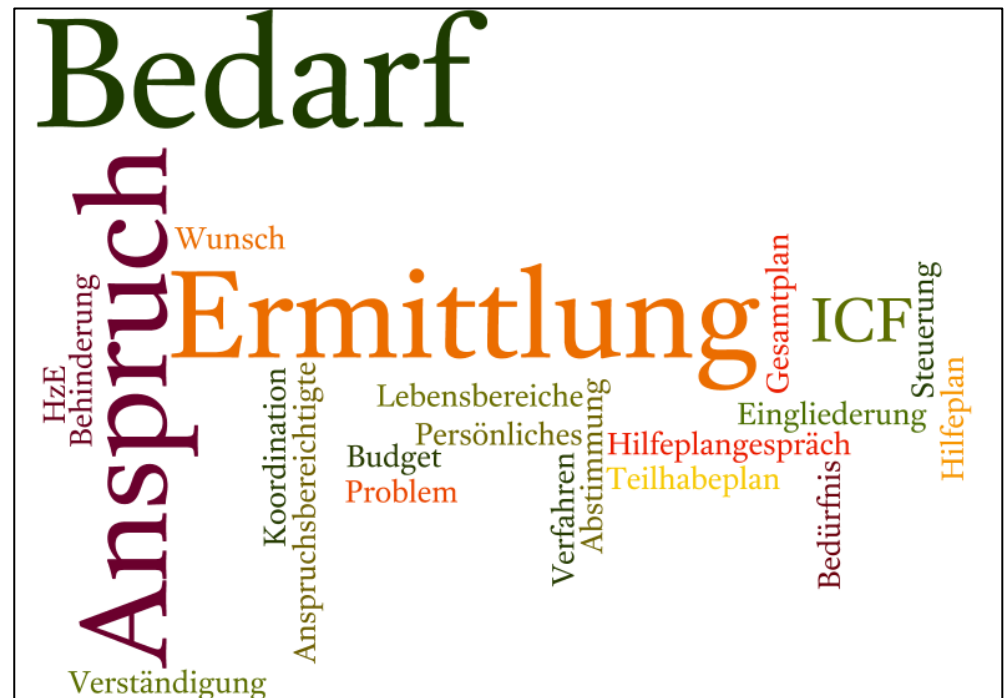 Bedarf
Anspruch
Wunsch
Ermittlung
Gesamtplan
ICF
Steuerung
HzE
Behinderung
Koordination
Anspruchsbereichtigte
Lebensbereiche
Persönliches
Budget
Problem
Verfahren
Abstimmung
Hilfeplangespräch
Teilhabeplan
Eingliederung
Hilfeplan
Bedürfnis
Verständigung